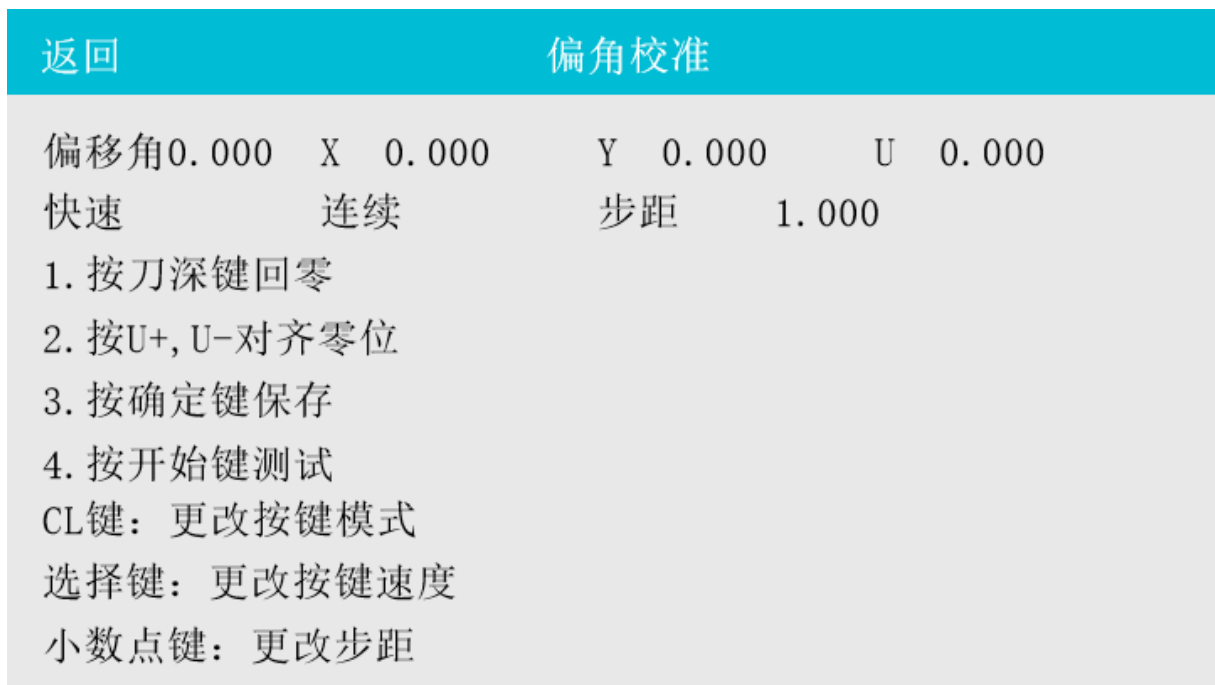 返回 偏角校准
偏移角0.000 X 0.000 Y 0.000 U 0.000
快速 连续 步距 1.000
1.按刀深键回零
2.按U+,U-对齐零位
3.按确定键保存
4.按开始键测试
CL键：更改按键模式
选择键：更改按键速度
小数点键：更改步距